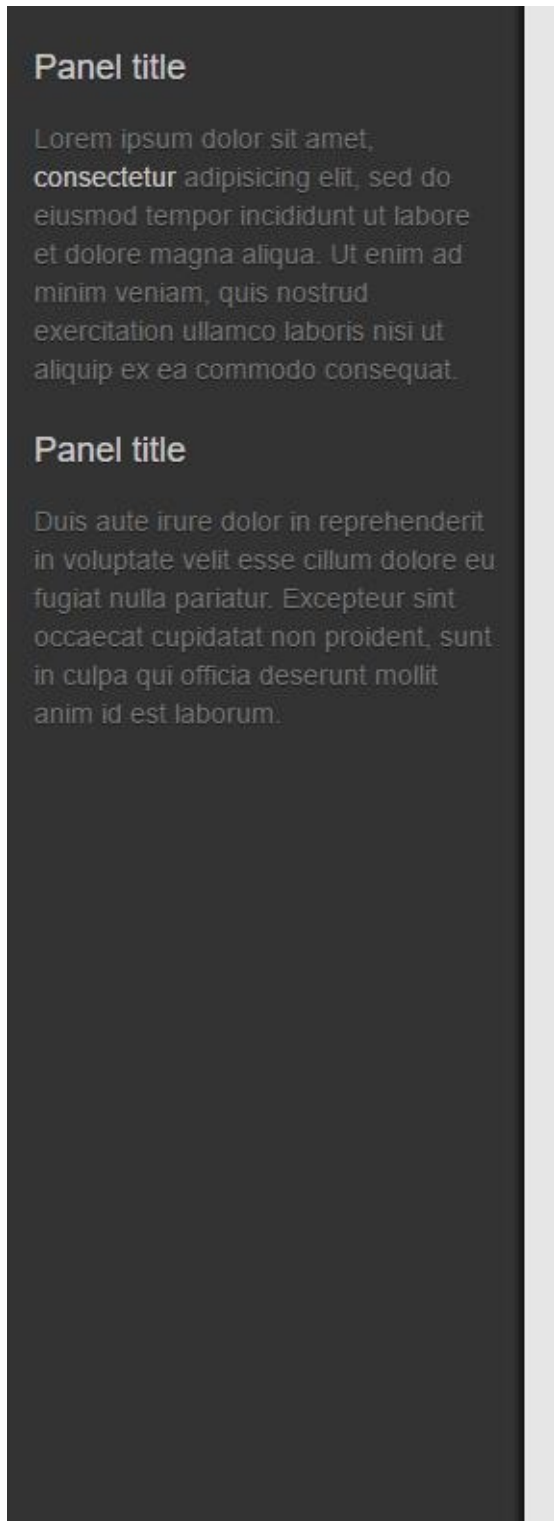 Panel title
Lorem ipsum dolor sit amet,
consectetur adipisicing elit, sed do
eiusmod tempor incididunt ut labore
et dolore magna aliqua. Ut enim ad
minim veniam, quis nostrud
exercitation ullamco laboris nisi ut
aliquip ex ea commodo consequat.
Panel title
Duis aute irure dolor in reprehenderit
in voluptate velit esse cillum dolore eu
fugiat nulla pariatur. Excepteur sint
occaecat cupidatat non proident, sunt
in culpa qui officia deserunt mollit
anim id est laborum.